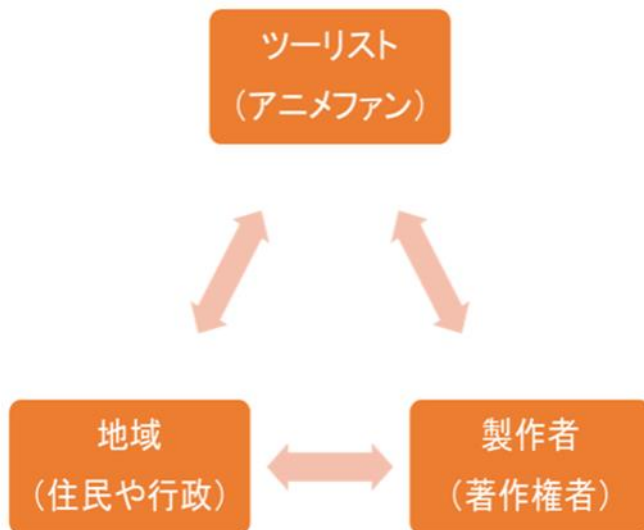 ツーリスト
（アニメファン）
地域
（住民や行政）
製作者
（著作権者）